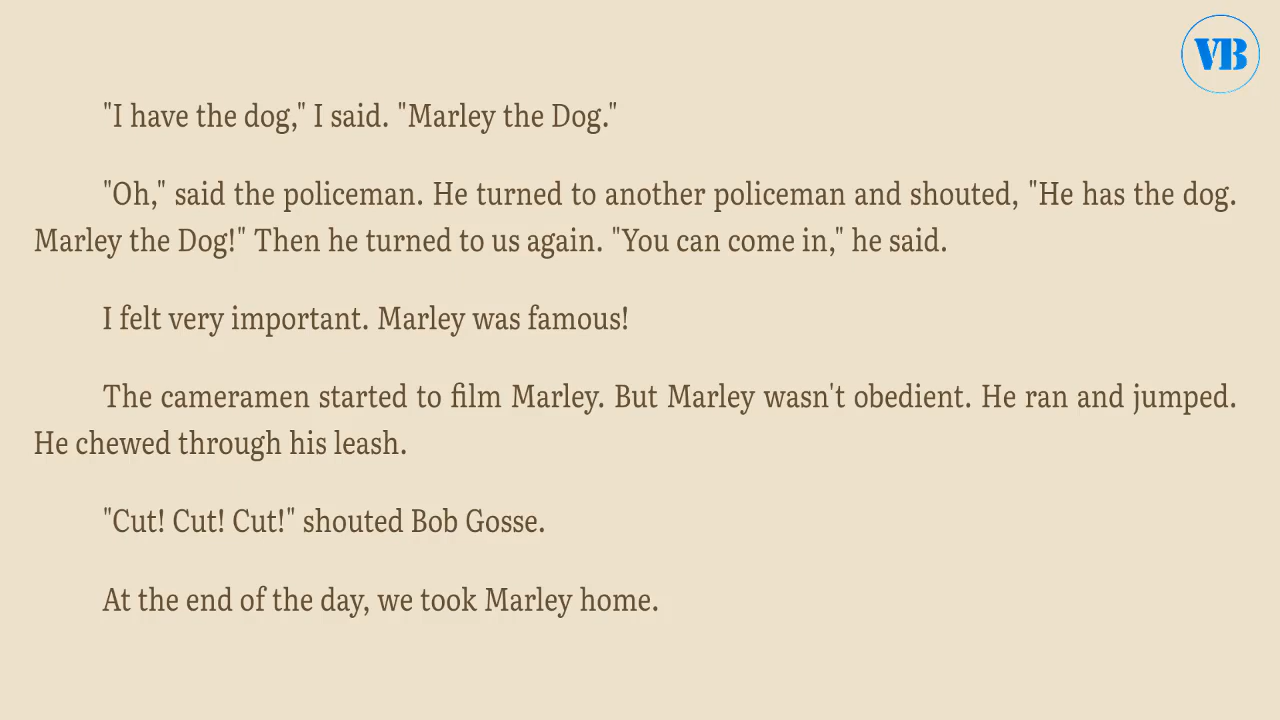 VB
"I have the dog," I said. "Marley the Dog."
"Oh," said the policeman. He turned to another policeman and shouted, "He has the dog.
Marley the Dog!" Then he turned to us again. "You can come in," he said.
I felt very important. Marley was famous!
The cameramen started to film Marley. But Marley wasn't obedient. He ran and jumped.
He chewed through his leash.
"Cut! Cut! Cut!" shouted Bob Gosse.
At the end of the day, we took Marley home.